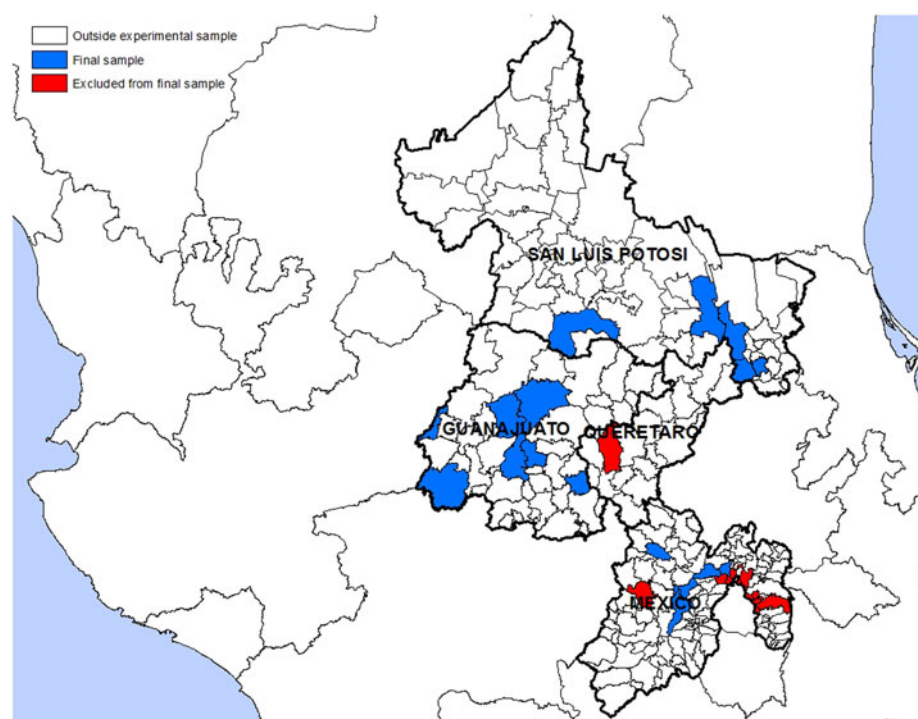 Outside experimental sample
Final sample
Excluded from final sample
SAN LUIS POTOSI
GUANAJUATO
QUERETARO
MEXICO